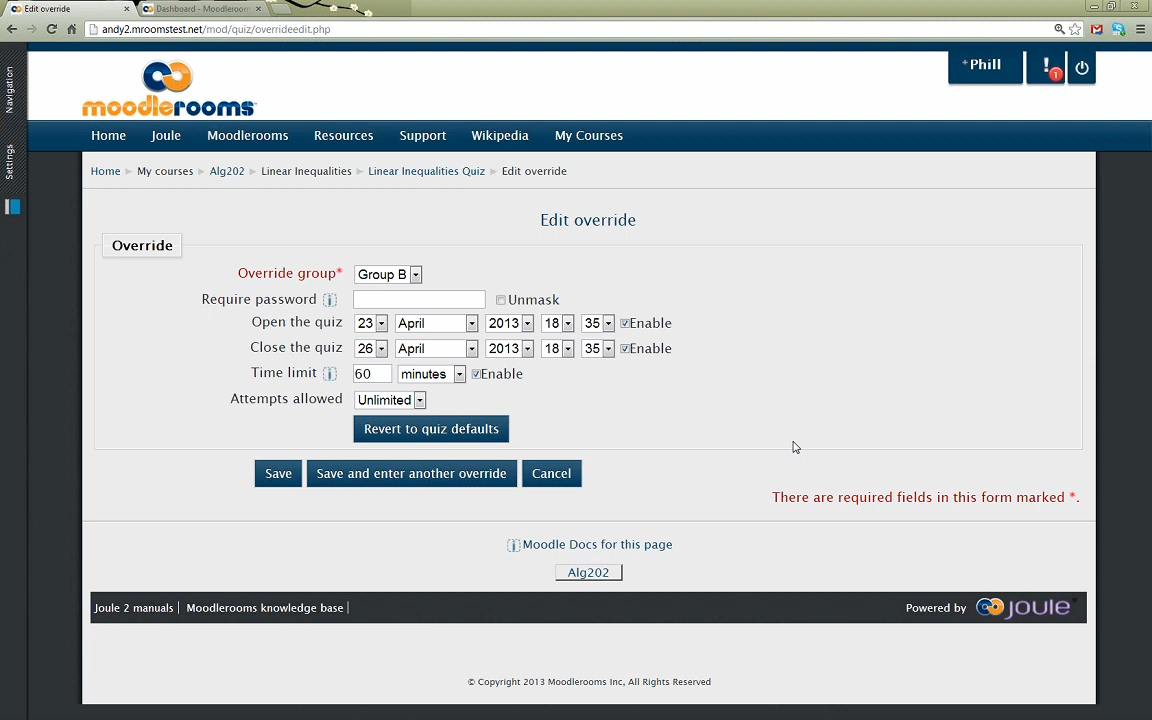 Edit override
Dashboard - Moodleroom
andy2.mroomstest.net/mod/quiz/overrideedit.php
Navigation
Settings
moodlerooms
Phill
! 1
Home Joule Moodlerooms Resources Support Wikipedia My Courses
Home My courses Alg202 Linear Inequalities Linear Inequalities Quiz Edit override
Edit override
Override
Override group* Group B
Require password Unmask
Open the quiz 23 April 2013 18 35 Enable
Close the quiz 26 April 2013 18 35 Enable
Time limit 60 minutes Enable
Attempts allowed Unlimited
Revert to quiz defaults
Save Save and enter another override Cancel
There are required fields in this form marked *.
Moodle Docs for this page
Alg202
Joule 2 manuals | Moodlerooms knowledge base |
Powered by joule
© Copyright 2013 Moodlerooms Inc, All Rights Reserved